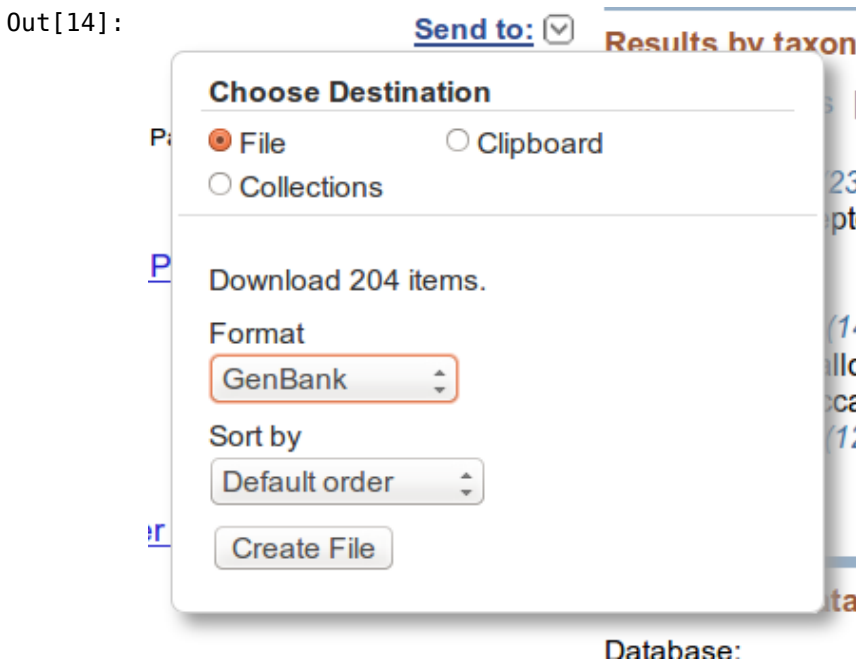 Out[14]:
Send to:
Results by taxon
Choose Destination
File
Clipboard
Collections
Download 204 items.
Format
GenBank
Sort by
Default order
Create File
Database: